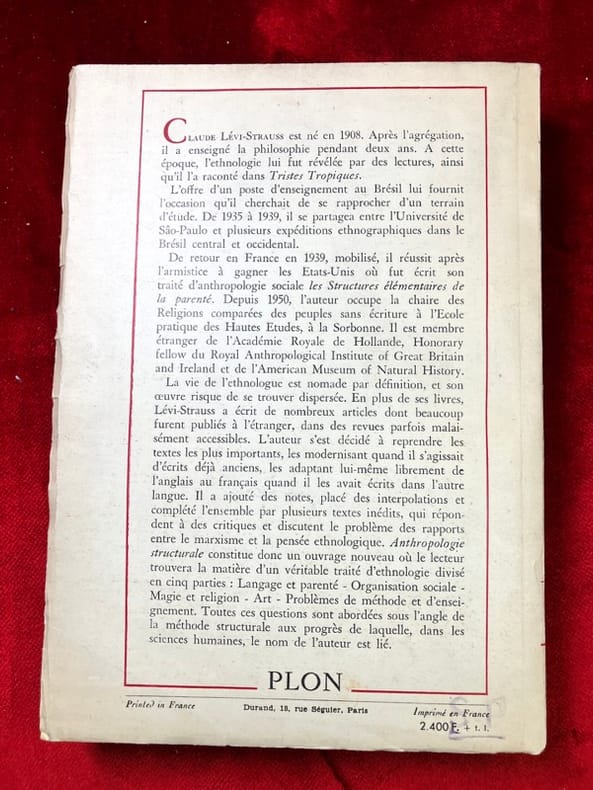 CLAUDE LÉVI-STRAUSS est né en 1908. Après l'agrégation,
il a enseigné la philosophie pendant deux ans. A cette
époque, l'ethnologie lui fut révélée par des lectures, ainsi
qu'il l'a raconté dans Tristes Tropiques.
L'offre d'un poste d'enseignement au Brésil lui fournit
l'occasion qu'il cherchait de se rapprocher d'un terrain
d'étude. De 1935 à 1939, il se partagea entre l'Université de
São-Paulo et plusieurs expéditions ethnographiques dans le
Brésil central et occidental.
De retour en France en 1939, mobilisé, il réussit après
l'armistice à gagner les Etats-Unis où fut écrit son
traité d'anthropologie sociale les Structures élémentaires de
la parenté. Depuis 1950, l'auteur occupe la chaire des
Religions comparées des peuples sans écriture à l'Ecole
pratique des Hautes Etudes, à la Sorbonne. Il est membre
étranger de l'Académie Royale de Hollande, Honorary
fellow du Royal Anthropological Institute of Great Britain
and Ireland et de l'American Museum of Natural History.
La vie de l'ethnologue est nomade par définition, et son
œuvre risque de se trouver dispersée. En plus de ses livres,
Lévi-Strauss a écrit de nombreux articles dont beaucoup
furent publiés à l'étranger, dans des revues parfois malai-
sément accessibles. L'auteur s'est décidé à reprendre les
textes les plus importants, les modernisant quand il s'agissait
d'écrits déjà anciens, les adaptant lui-même librement de
l'anglais au français quand il les avait écrits dans l'autre
langue. Il a ajouté des notes, placé des interpolations et
complété l'ensemble par plusieurs textes inédits, qui répon-
dent à des critiques et discutent le problème des rapports
entre le marxisme et la pensée ethnologique. Anthropologie
structurale constitue donc un ouvrage nouveau où le lecteur
trouvera la matière d'un véritable traité d'ethnologie divisé
en cinq parties : Langage et parenté - Organisation sociale -
Magie et religion - Art - Problèmes de méthode et d'ensei-
gnement. Toutes ces questions sont abordées sous l'angle de
la méthode structurale aux progrès de laquelle, dans les
sciences humaines, le nom de l'auteur est lié.
PLON
Printed in France
Durand, 18, rue Séguier, Paris
Imprimé en France
2.400 F. + t. l.